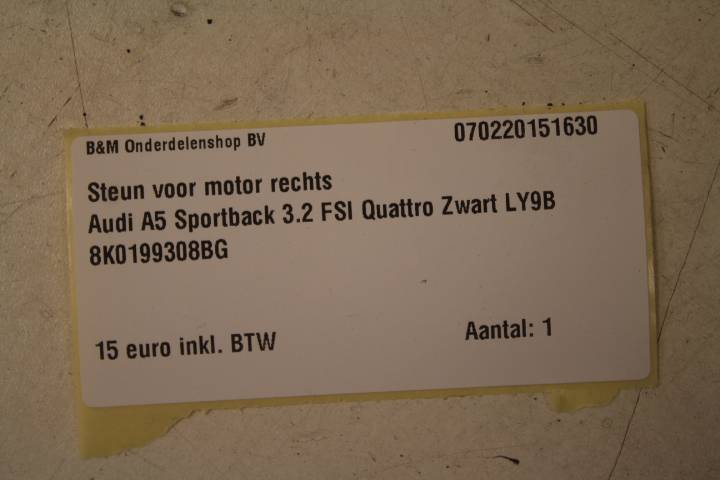 B&M Onderdelenshop BV 070220151630
Steun voor motor rechts
Audi A5 Sportback 3.2 FSI Quattro Zwart LY9B
8K0199308BG
15 euro inkl. BTW Aantal: 1